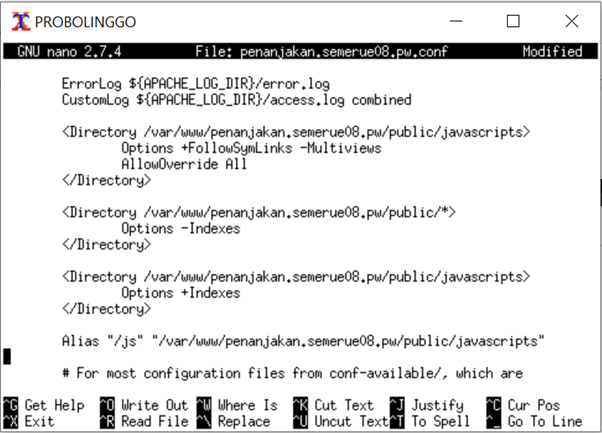 PROBOLINGGO
GNU nano 2.7.4 File: penanjakan.semerue08.pw.conf Modified
ErrorLog ${APACHE_LOG_DIR}/error.log
CustomLog ${APACHE_LOG_DIR}/access.log combined
<Directory /var/www/penanjakan.semerue08.pw/public/javascripts>
Options +FollowSymLinks -Multiviews
AllowOverride All
</Directory>
<Directory /var/www/penanjakan.semerue08.pw/public/*>
Options -Indexes
</Directory>
<Directory /var/www/penanjakan.semerue08.pw/public/javascripts>
Options +Indexes
</Directory>
Alias "/js" "/var/www/penanjakan.semerue08.pw/public/javascripts"
# For most configuration files from conf-available/, which are
^G Get Help ^O Write Out ^W Where Is ^K Cut Text ^J Justify ^C Cur Pos
^X Exit ^R Read File ^\ Replace ^U Uncut Text ^T To Spell ^_ Go To Line